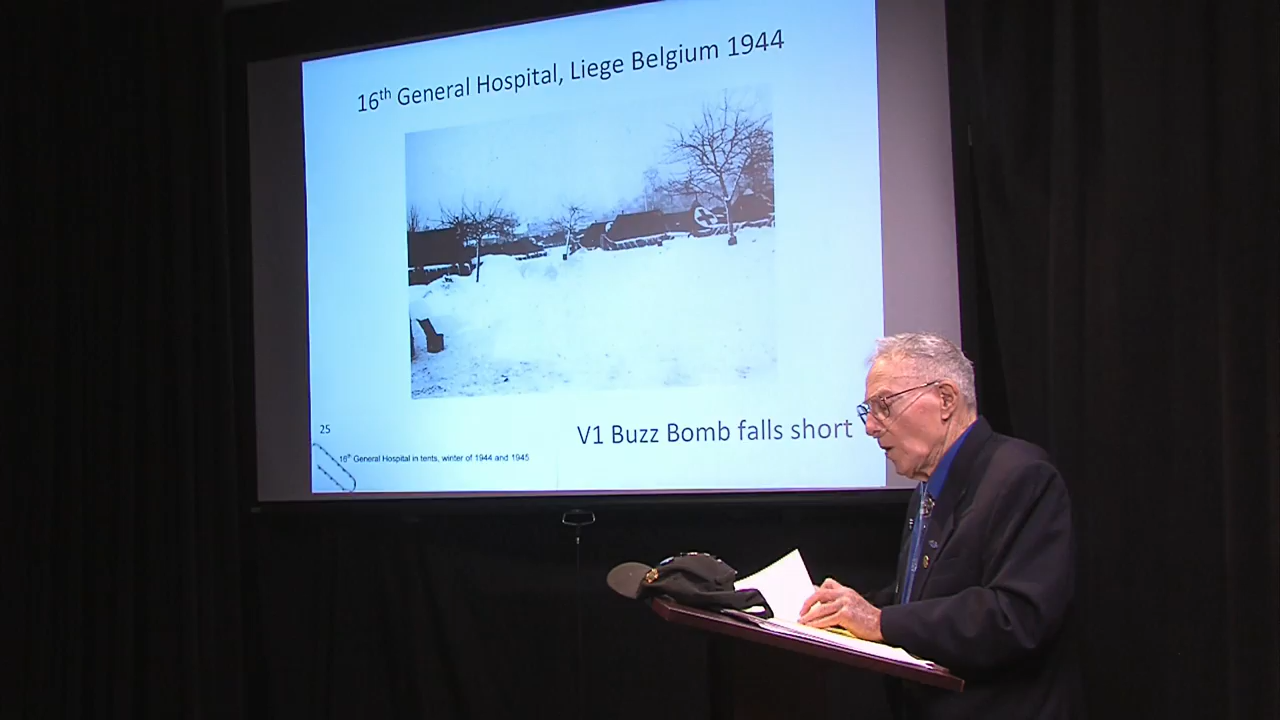 16th General Hospital, Liege Belgium 1944
V1 Buzz Bomb falls short
25
16th General Hospital in tents, winter of 1944 and 1945